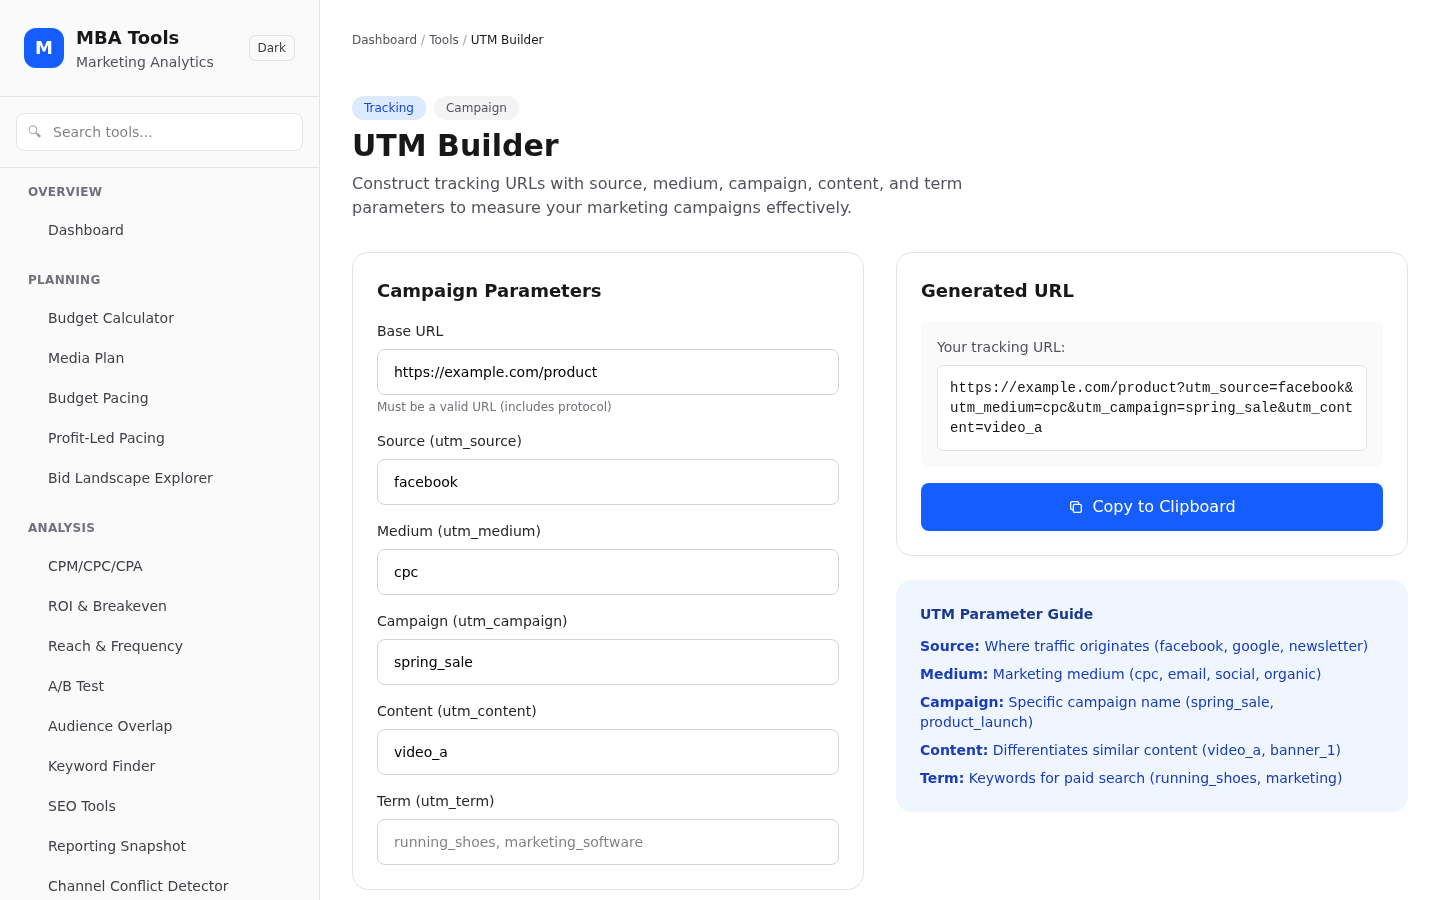 M
MBA Tools
Marketing Analytics
Dark
Search tools...
OVERVIEW
Dashboard
PLANNING
Budget Calculator
Media Plan
Budget Pacing
Profit-Led Pacing
Bid Landscape Explorer
ANALYSIS
CPM/CPC/CPA
ROI & Breakeven
Reach & Frequency
A/B Test
Audience Overlap
Keyword Finder
SEO Tools
Reporting Snapshot
Channel Conflict Detector
Dashboard / Tools / UTM Builder
Tracking
Campaign
UTM Builder
Construct tracking URLs with source, medium, campaign, content, and term
parameters to measure your marketing campaigns effectively.
Campaign Parameters
Base URL
https://example.com/product
Must be a valid URL (includes protocol)
Source (utm_source)
facebook
Medium (utm_medium)
cpc
Campaign (utm_campaign)
spring_sale
Content (utm_content)
video_a
Term (utm_term)
running_shoes, marketing_software
Generated URL
Your tracking URL:
https://example.com/product?utm_source=facebook&
utm_medium=cpc&utm_campaign=spring_sale&utm_cont
ent=video_a
Copy to Clipboard
UTM Parameter Guide
Source: Where traffic originates (facebook, google, newsletter)
Medium: Marketing medium (cpc, email, social, organic)
Campaign: Specific campaign name (spring_sale,
product_launch)
Content: Differentiates similar content (video_a, banner_1)
Term: Keywords for paid search (running_shoes, marketing)